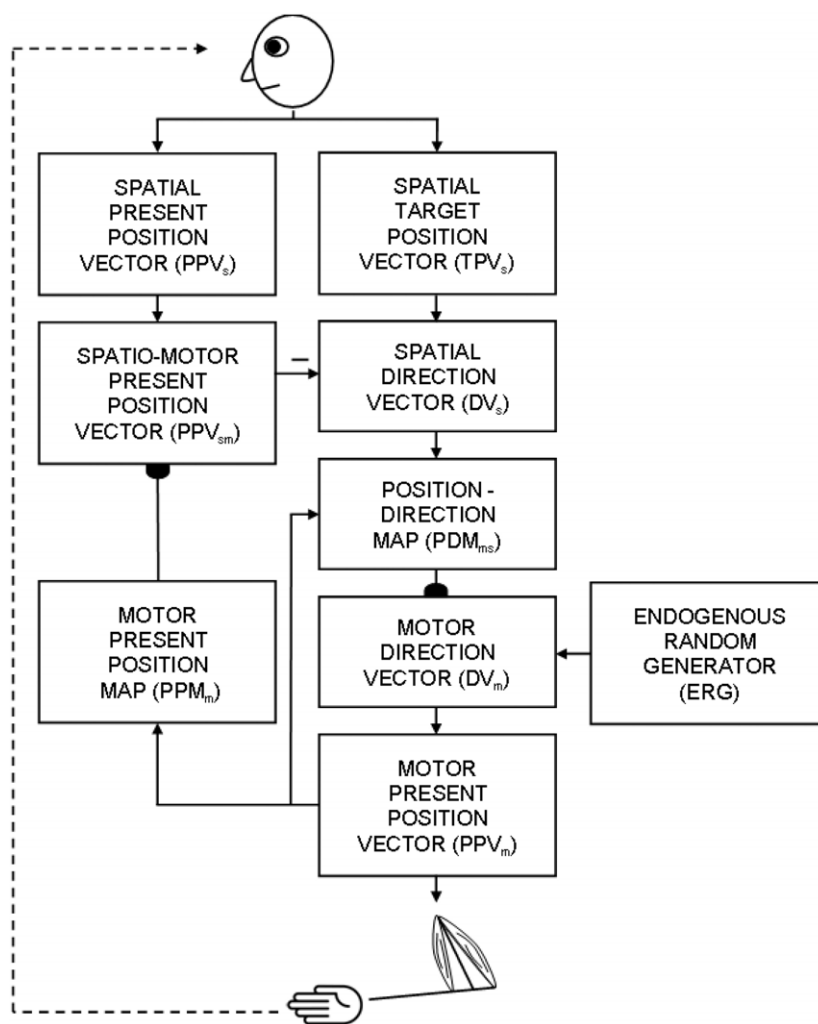 SPATIAL
PRESENT
POSITION
VECTOR (PPVs)
SPATIAL
TARGET
POSITION
VECTOR (TPVs)
SPATIO-MOTOR
PRESENT
POSITION
VECTOR (PPVsm)
–
SPATIAL
DIRECTION
VECTOR (DVs)
POSITION -
DIRECTION
MAP (PDMms)
MOTOR
PRESENT
POSITION
MAP (PPMm)
MOTOR
DIRECTION
VECTOR (DVm)
ENDOGENOUS
RANDOM
GENERATOR
(ERG)
MOTOR
PRESENT
POSITION
VECTOR (PPVm)